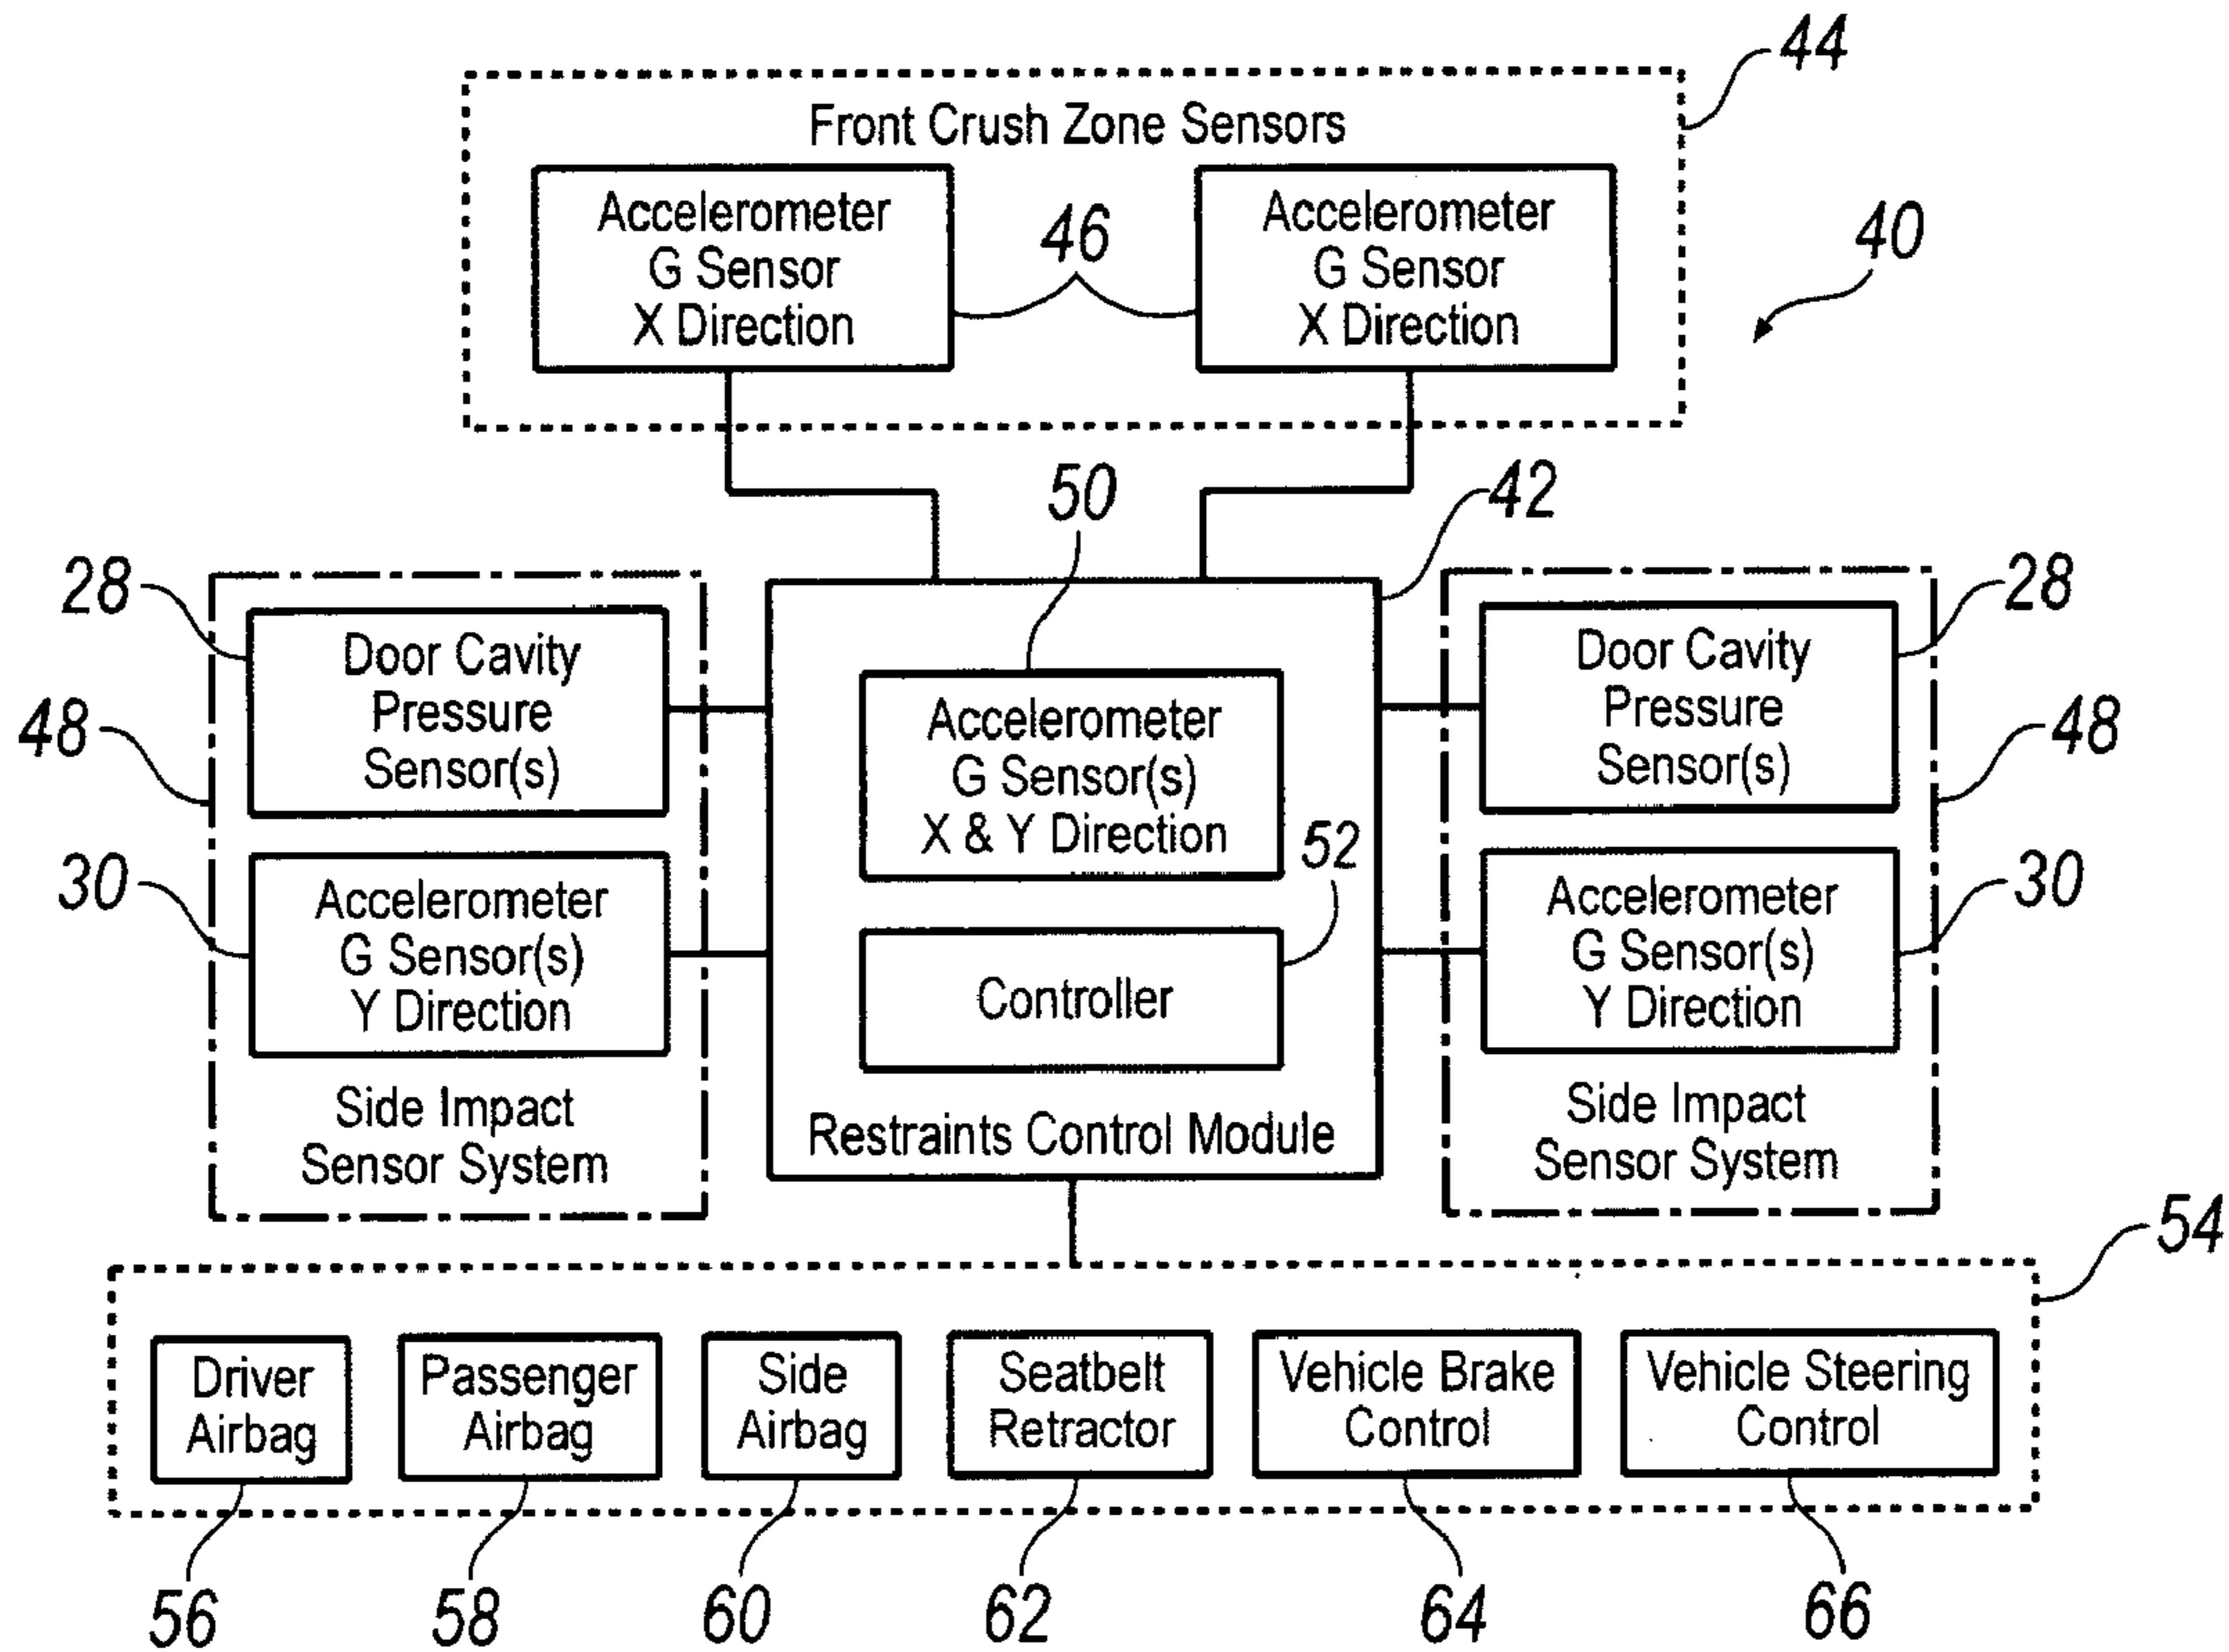 44
Front Crush Zone Sensors
Accelerometer
G Sensor
X Direction
46
Accelerometer
G Sensor
X Direction
40
50
42
28
Door Cavity
Pressure
Sensor(s)
48
30
Accelerometer
G Sensor(s)
Y Direction
Side Impact
Sensor System
Accelerometer
G Sensor(s)
X & Y Direction
52
Controller
Restraints Control Module
28
Door Cavity
Pressure
Sensor(s)
48
Accelerometer
G Sensor(s)
Y Direction
30
Side Impact
Sensor System
54
Driver
Airbag
Passenger
Airbag
Side
Airbag
Seatbelt
Retractor
Vehicle Brake
Control
Vehicle Steering
Control
56
58
60
62
64
66